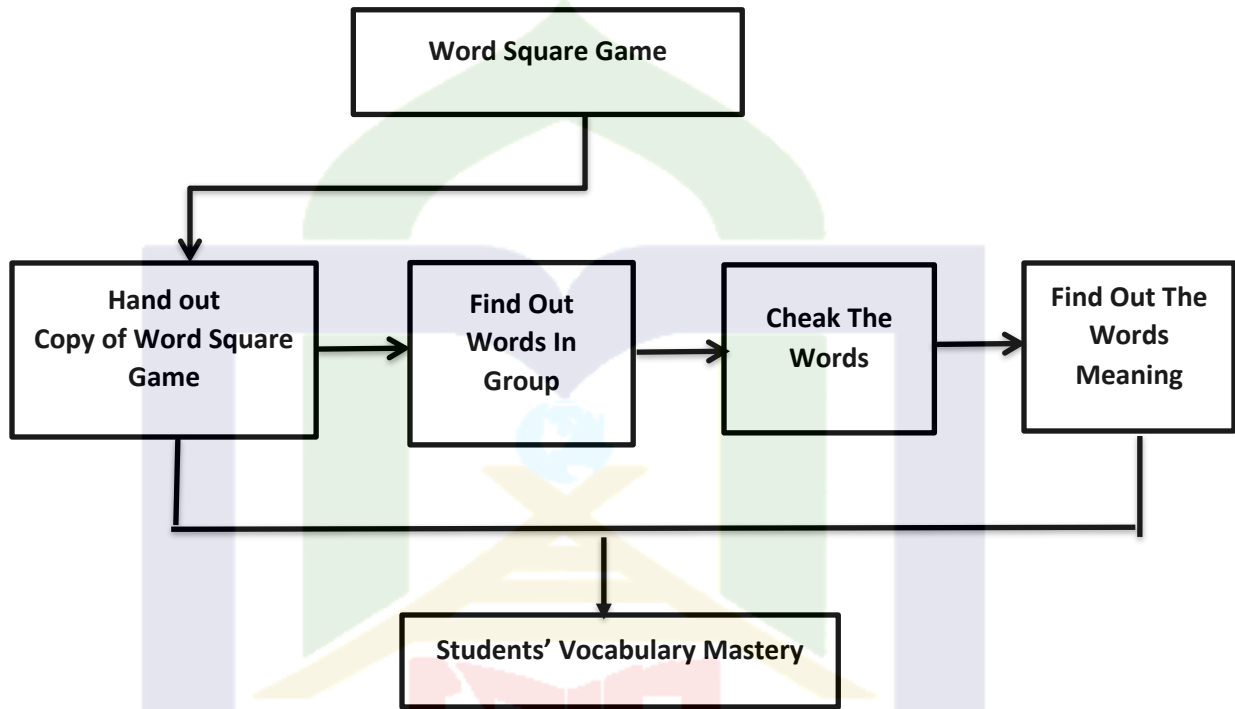 Word Square Game
Hand out
Copy of Word Square
Game
Find Out
Words In
Group
Cheak The
Words
Find Out The
Words
Meaning
Students’ Vocabulary Mastery